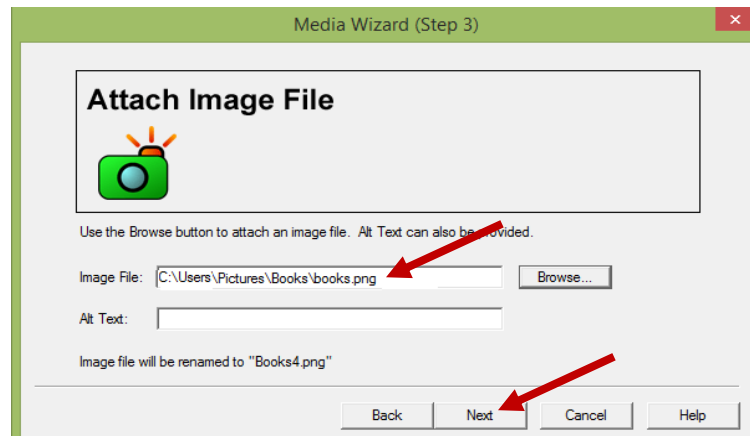 Media Wizard (Step 3)
Attach Image File
Use the Browse button to attach an image file. Alt Text can also be provided.
Image File: C:\Users\Pictures\Books\books.png Browse...
Alt Text:
Image file will be renamed to "Books4.png"
Back Next Cancel Help